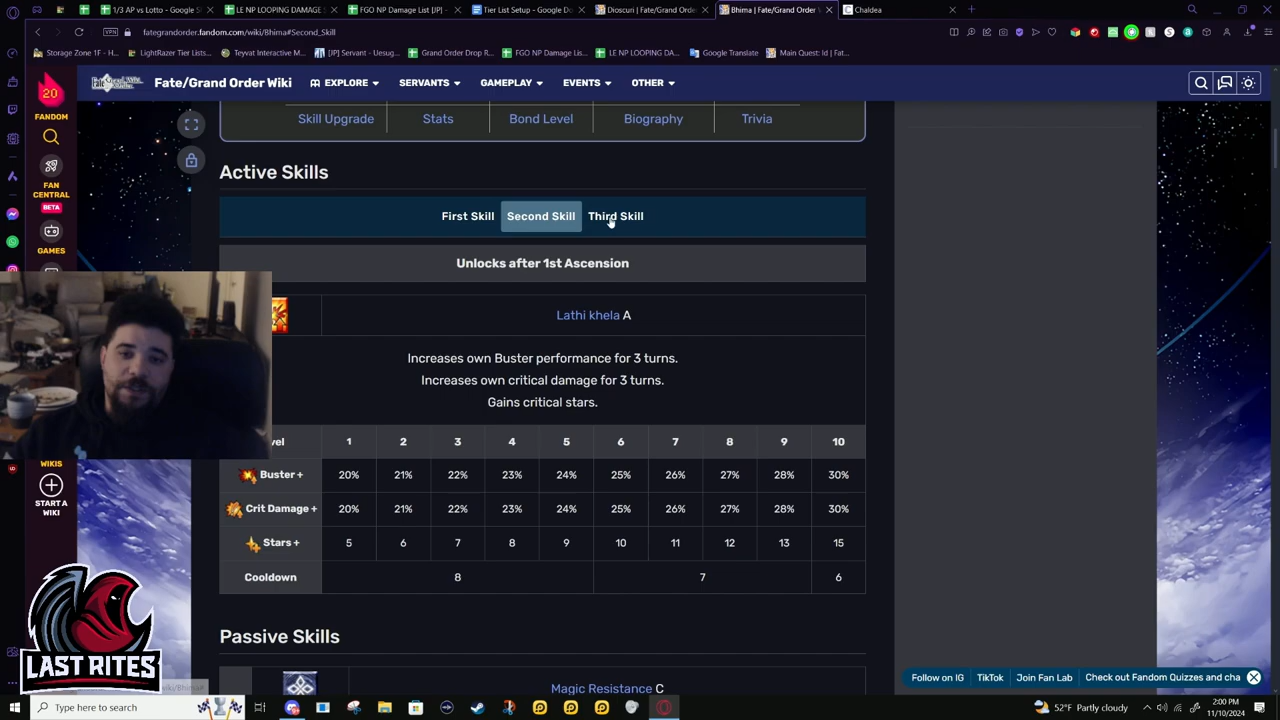 1/3 AP vs Lotto - Google S
LE NP LOOPING DAMAGE
FGO NP Damage List [JP]
Tier List Setup - Google Do
Dioscuri | Fate/Grand Order
Bhima | Fate/Grand Order
Chaldea
VPN
fategrandorder.fandom.com/wiki/Bhima#Second_Skill
Storage Zone 1F - H...
LightRazer Tier Lists...
Teyvat Interactive M...
[JP] Servant - Uesug...
Grand Order Drop R...
FGO NP Damage Lis...
LE NP LOOPING DA...
Google Translate
Main Quest: Id | Fat...
20
FANDOM
FAN
CENTRAL
BETA
GAMES
WIKIS
START A
WIKI
Fate/Grand Order Wiki
EXPLORE
SERVANTS
GAMEPLAY
EVENTS
OTHER
Skill Upgrade
Stats
Bond Level
Biography
Trivia
Active Skills
First Skill
Second Skill
Third Skill
Unlocks after 1st Ascension
Lathi khela A
Increases own Buster performance for 3 turns.
Increases own critical damage for 3 turns.
Gains critical stars.
vel 1 2 3 4 5 6 7 8 9 10
Buster + 20% 21% 22% 23% 24% 25% 26% 27% 28% 30%
Crit Damage + 20% 21% 22% 23% 24% 25% 26% 27% 28% 30%
Stars + 5 6 7 8 9 10 11 12 13 15
Cooldown 8 7 6
Passive Skills
Magic Resistance C
LAST RITES
Follow on IG
TikTok
Join Fan Lab
Check out Fandom Quizzes and cha
Type here to search
52°F Partly cloudy
2:00 PM
11/10/2024